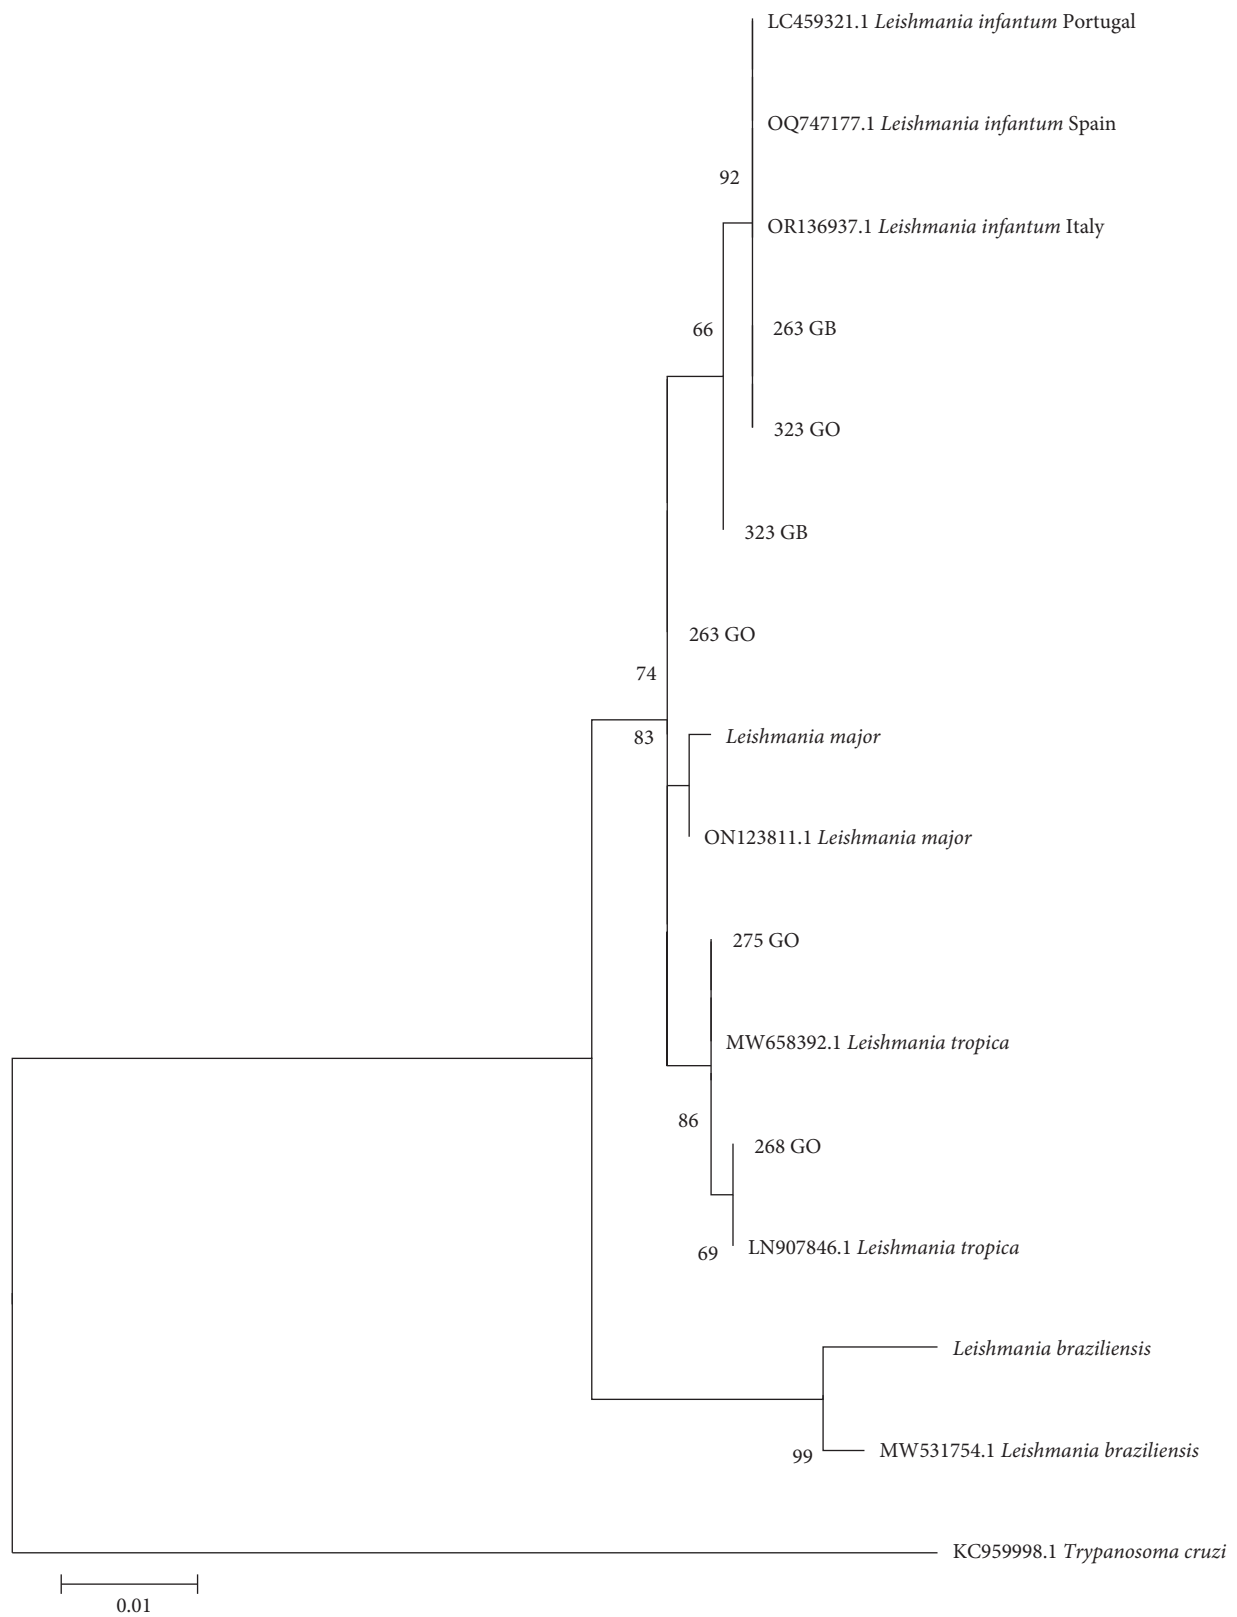 LC459321.1 Leishmania infantum Portugal
OQ747177.1 Leishmania infantum Spain
92
OR136937.1 Leishmania infantum Italy
263 GB
66
323 GO
323 GB
263 GO
74
Leishmania major
83
ON123811.1 Leishmania major
275 GO
MW658392.1 Leishmania tropica
86
268 GO
LN907846.1 Leishmania tropica
69
Leishmania braziliensis
MW531754.1 Leishmania braziliensis
99
KC959998.1 Trypanosoma cruzi
0.01